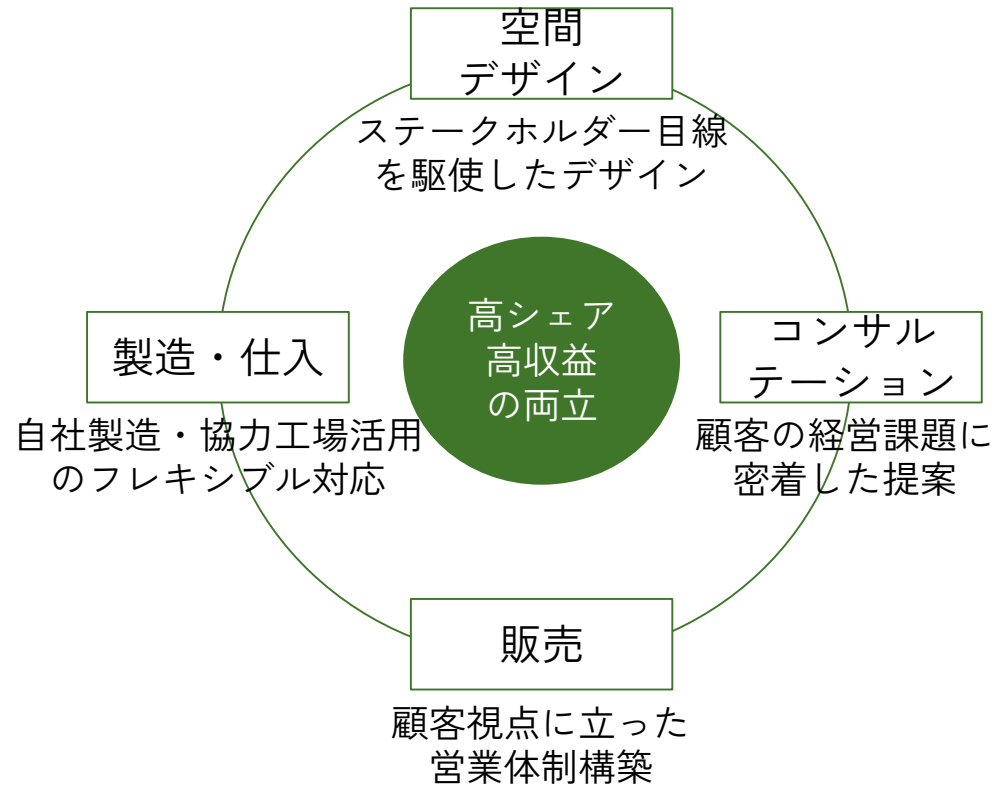 空間
デザイン
ステークホルダー目線
を駆使したデザイン
高シェア
高収益
の両立
製造・仕入
自社製造・協力工場活用
のフレキシブル対応
コンサル
テーション
顧客の経営課題に
密着した提案
販売
顧客視点に立った
営業体制構築